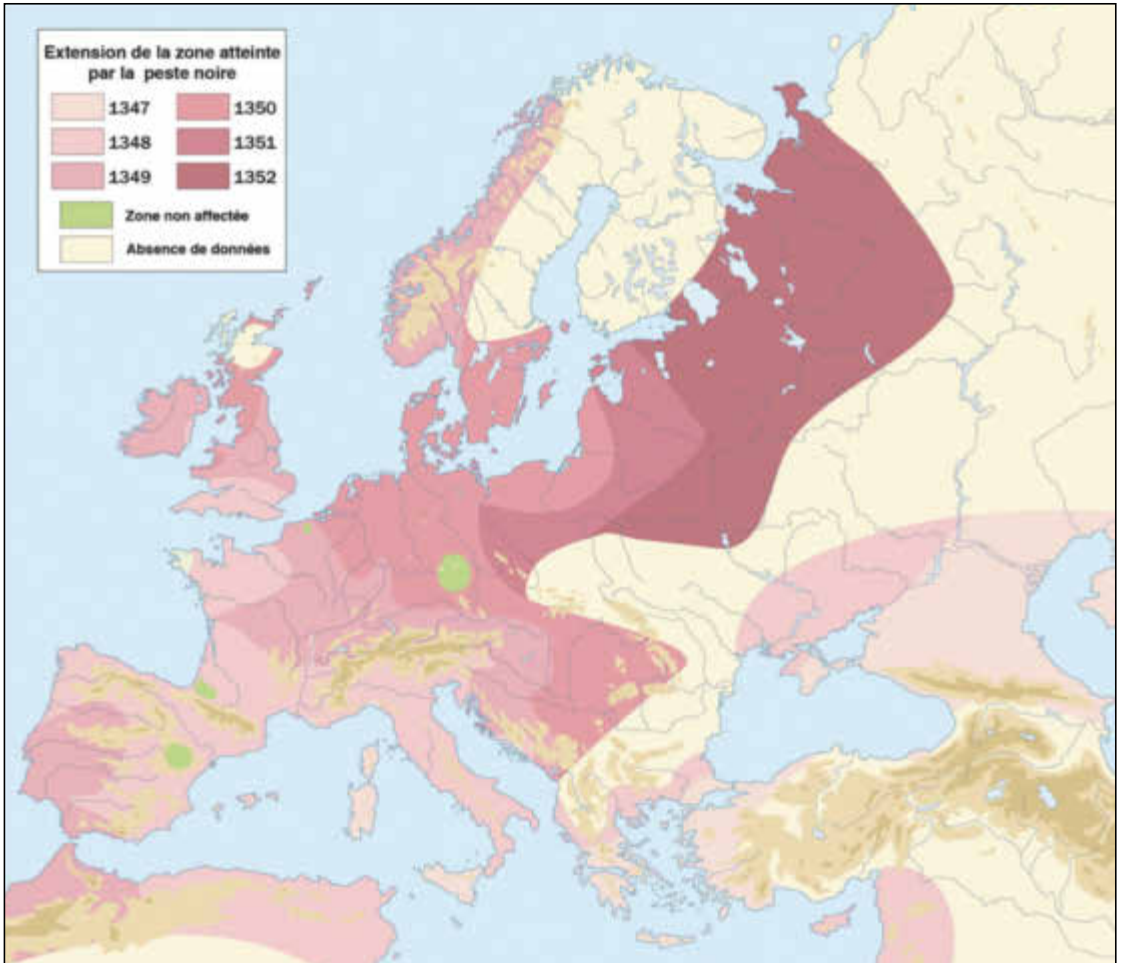 Extension de la zone atteinte
par la peste noire
1347
1350
1348
1351
1349
1352
Zone non affectée
Absence de données